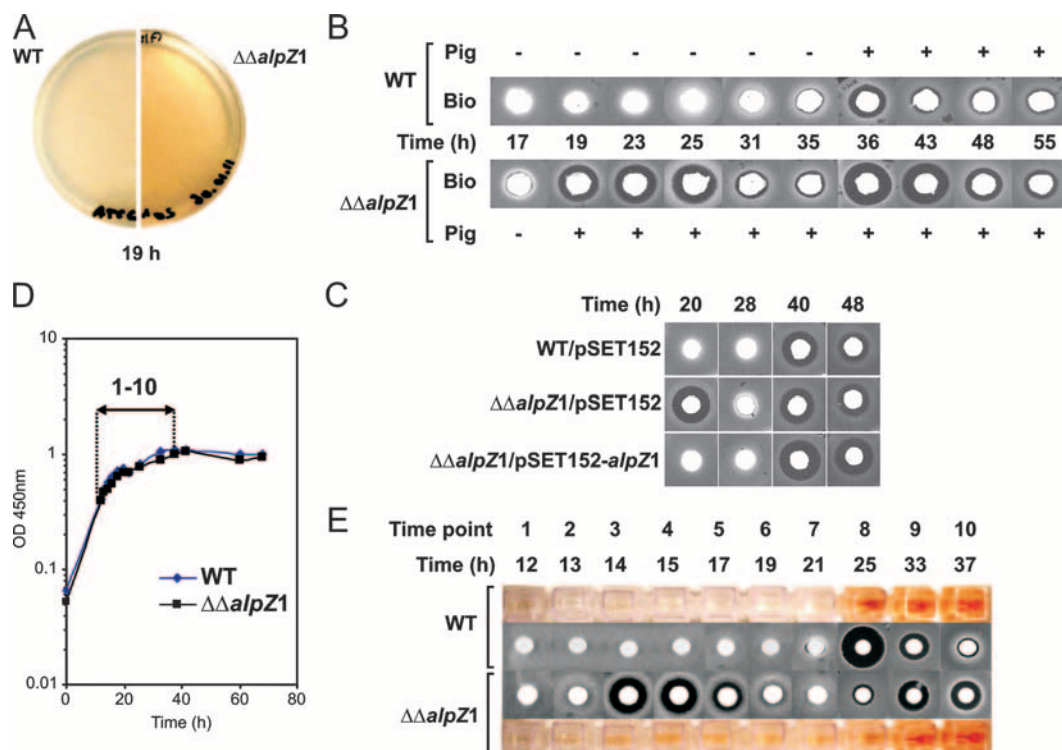 A
WT
ΔΔalpZ1
19 h
B
WT
Pig - - - - - - + + + +
Bio
Time (h) 17 19 23 25 31 35 36 43 48 55
ΔΔalpZ1
Bio
Pig - + + + + + + + + +
C
Time (h) 20 28 40 48
WT/pSET152
ΔΔalpZ1/pSET152
ΔΔalpZ1/pSET152-alpZ1
D
10
1-10
1
OD 450nm
0.1
WT
ΔΔalpZ1
0.01
0 20 40 60 80
Time (h)
E
Time point 1 2 3 4 5 6 7 8 9 10
Time (h) 12 13 14 15 17 19 21 25 33 37
WT
ΔΔalpZ1